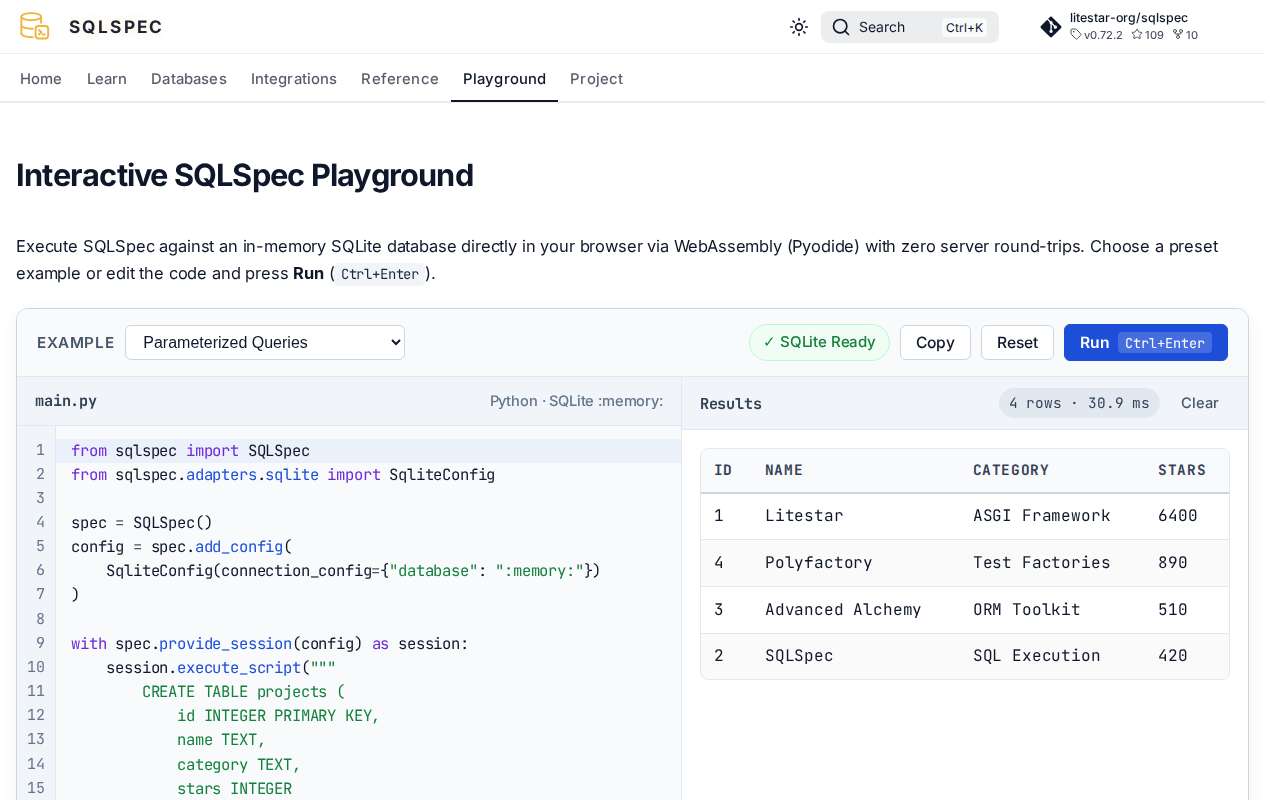 SQLSPEC
Search Ctrl+K
litestar-org/sqlspec
v0.72.2 109 10
Home Learn Databases Integrations Reference Playground Project
Interactive SQLSpec Playground
Execute SQLSpec against an in-memory SQLite database directly in your browser via WebAssembly (Pyodide) with zero server round-trips. Choose a preset
example or edit the code and press Run ( Ctrl+Enter ).
EXAMPLE Parameterized Queries ✓ SQLite Ready Copy Reset Run Ctrl+Enter
main.py Python · SQLite :memory:
1 from sqlspec import SQLSpec
2 from sqlspec.adapters.sqlite import SqliteConfig
3
4 spec = SQLSpec()
5 config = spec.add_config(
6     SqliteConfig(connection_config={"database": ":memory:"})
7 )
8
9 with spec.provide_session(config) as session:
10     session.execute_script("""
11         CREATE TABLE projects (
12             id INTEGER PRIMARY KEY,
13             name TEXT,
14             category TEXT,
15             stars INTEGER
Results 4 rows · 30.9 ms Clear
ID NAME CATEGORY STARS
1 Litestar ASGI Framework 6400
4 Polyfactory Test Factories 890
3 Advanced Alchemy ORM Toolkit 510
2 SQLSpec SQL Execution 420